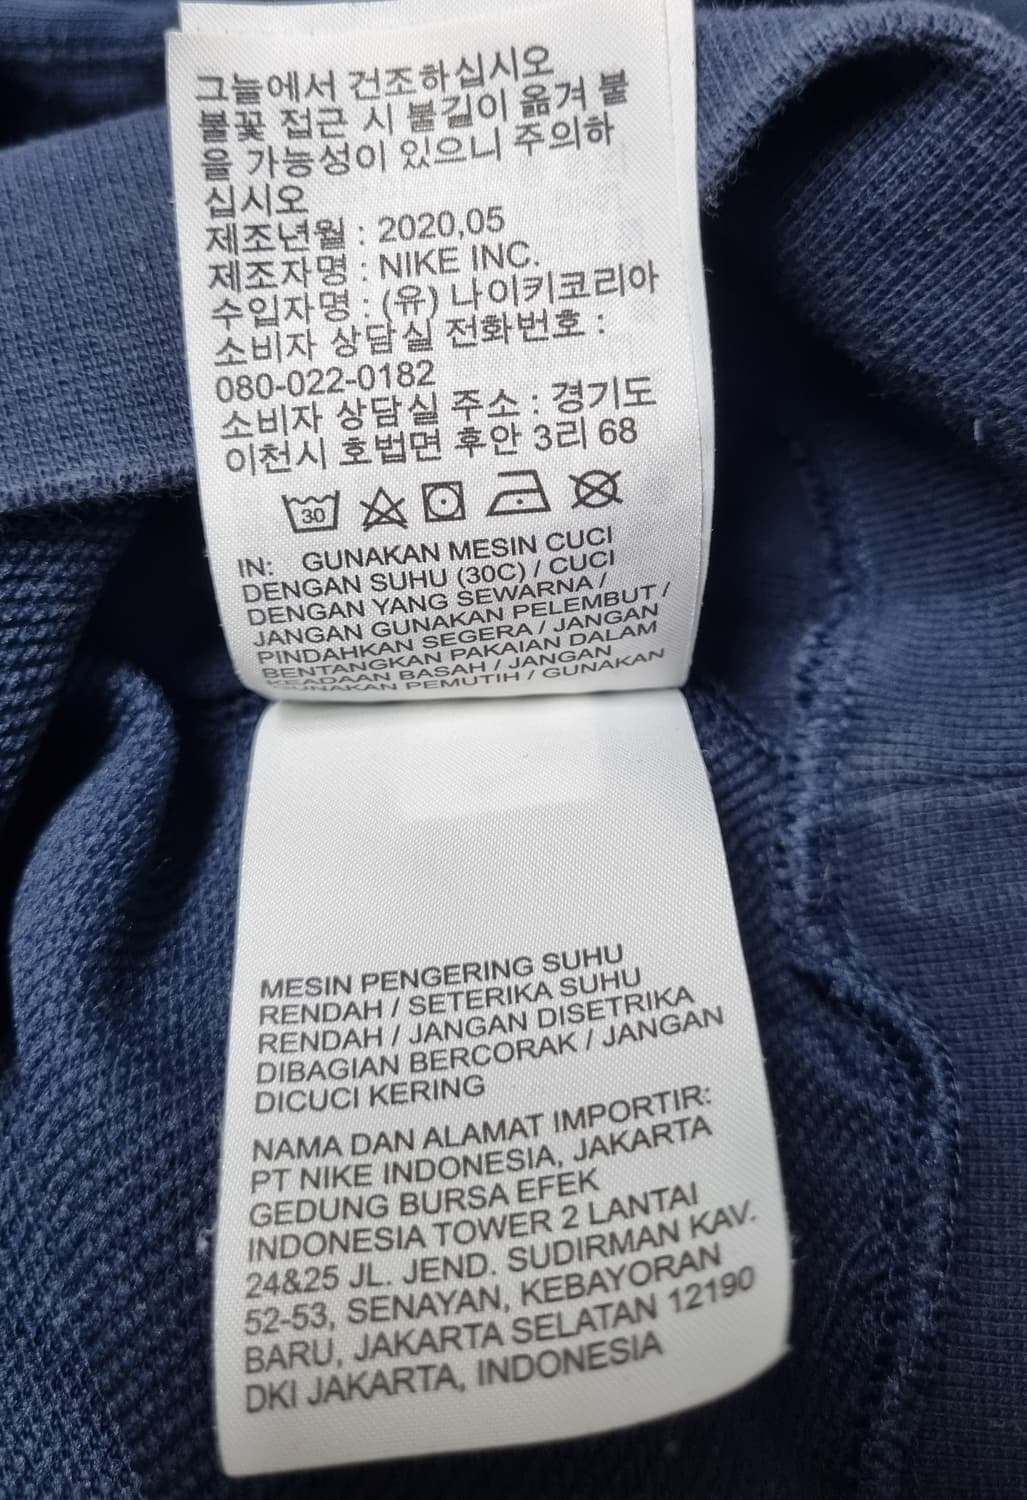 그늘에서 건조하십시오
불꽃 접근 시 불길이 옮겨 붙
을 가능성이 있으니 주의하
십시오
제조년월 : 2020,05
제조자명 : NIKE INC.
수입자명 : (유) 나이키코리아
소비자 상담실 전화번호 :
080-022-0182
소비자 상담실 주소 : 경기도
이천시 호법면 후안 3리 68
30
IN: GUNAKAN MESIN CUCI
DENGAN SUHU (30C) / CUCI
DENGAN YANG SEWARNA /
JANGAN GUNAKAN PELEMBUT /
PINDAHKAN SEGERA / JANGAN
BENTANGKAN PAKAIAN DALAM
KEADAAN BASAH / JANGAN
GUNAKAN PEMUTIH / GUNAKAN
MESIN PENGERING SUHU
RENDAH / SETERIKA SUHU
RENDAH / JANGAN DISETRIKA
DIBAGIAN BERCORAK / JANGAN
DICUCI KERING
NAMA DAN ALAMAT IMPORTIR:
PT NIKE INDONESIA, JAKARTA
GEDUNG BURSA EFEK
INDONESIA TOWER 2 LANTAI
24&25 JL. JEND. SUDIRMAN KAV.
52-53, SENAYAN, KEBAYORAN
BARU, JAKARTA SELATAN 12190
DKI JAKARTA, INDONESIA